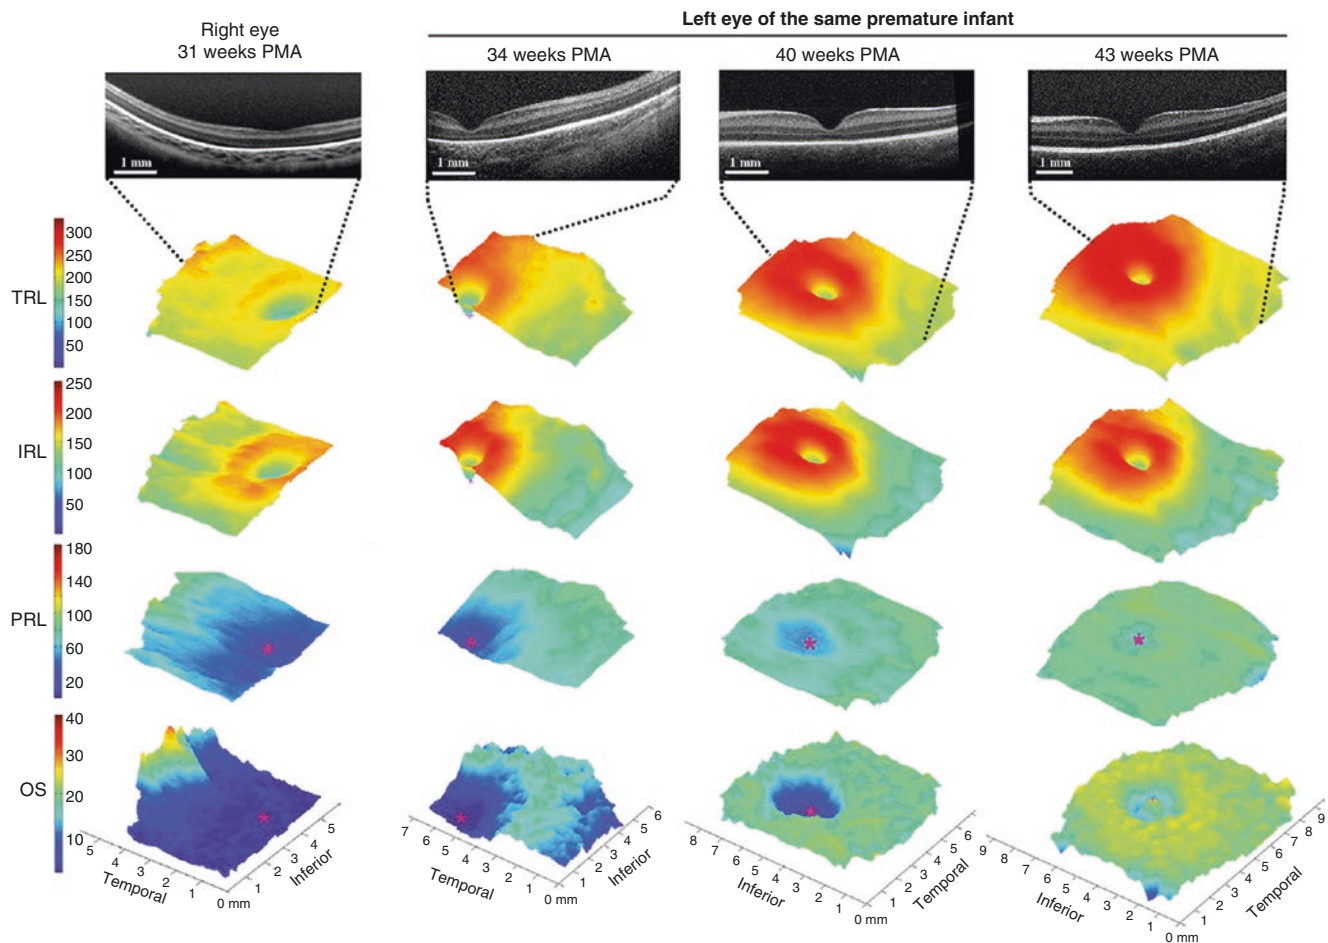 Left eye of the same premature infant
Right eye
31 weeks PMA
34 weeks PMA
40 weeks PMA
43 weeks PMA
1 mm
1 mm
1 mm
1 mm
TRL
300
250
200
150
100
50
IRL
250
200
150
100
50
PRL
180
140
100
60
20
OS
40
30
20
10
5
4
3
2
1
0 mm
1
2
3
4
5
Temporal
Inferior
7
6
5
4
3
2
1
0 mm
1
2
3
4
5
6
Temporal
Inferior
8
7
6
5
4
3
2
1
0 mm
1
2
3
4
5
6
Inferior
Temporal
9
8
7
6
5
4
3
2
1
0 mm
1
2
3
4
5
6
7
8
9
Inferior
Temporal